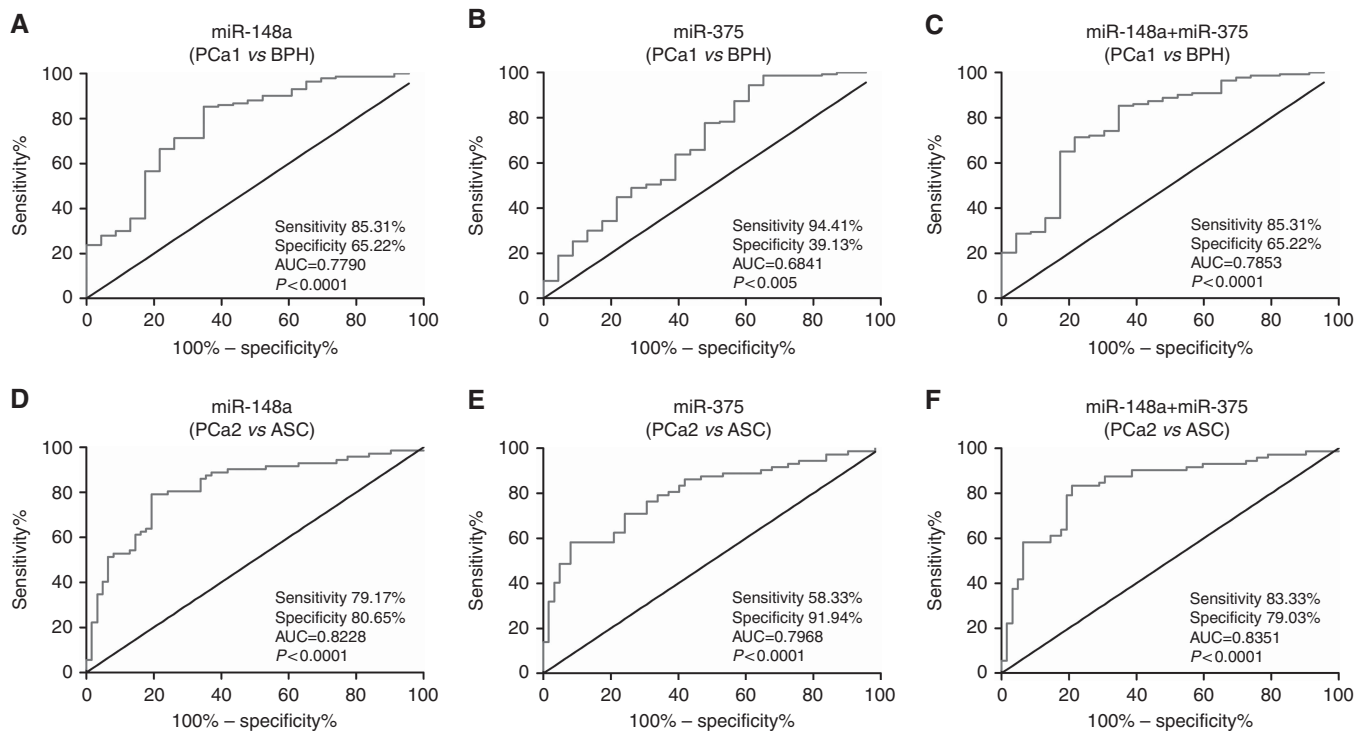 A
miR-148a
(PCa1 vs BPH)
100
80
60
40
20
0
Sensitivity%
Sensitivity 85.31%
Specificity 65.22%
AUC=0.7790
P<0.0001
0 20 40 60 80 100
100% – specificity%
B
miR-375
(PCa1 vs BPH)
100
80
60
40
20
0
Sensitivity%
Sensitivity 94.41%
Specificity 39.13%
AUC=0.6841
P<0.005
0 20 40 60 80 100
100% – specificity%
C
miR-148a+miR-375
(PCa1 vs BPH)
100
80
60
40
20
0
Sensitivity%
Sensitivity 85.31%
Specificity 65.22%
AUC=0.7853
P<0.0001
0 20 40 60 80 100
100% – specificity%
D
miR-148a
(PCa2 vs ASC)
100
80
60
40
20
0
Sensitivity%
Sensitivity 79.17%
Specificity 80.65%
AUC=0.8228
P<0.0001
0 20 40 60 80 100
100% – specificity%
E
miR-375
(PCa2 vs ASC)
100
80
60
40
20
0
Sensitivity%
Sensitivity 58.33%
Specificity 91.94%
AUC=0.7968
P<0.0001
0 20 40 60 80 100
100% – specificity%
F
miR-148a+miR-375
(PCa2 vs ASC)
100
80
60
40
20
0
Sensitivity%
Sensitivity 83.33%
Specificity 79.03%
AUC=0.8351
P<0.0001
0 20 40 60 80 100
100% – specificity%